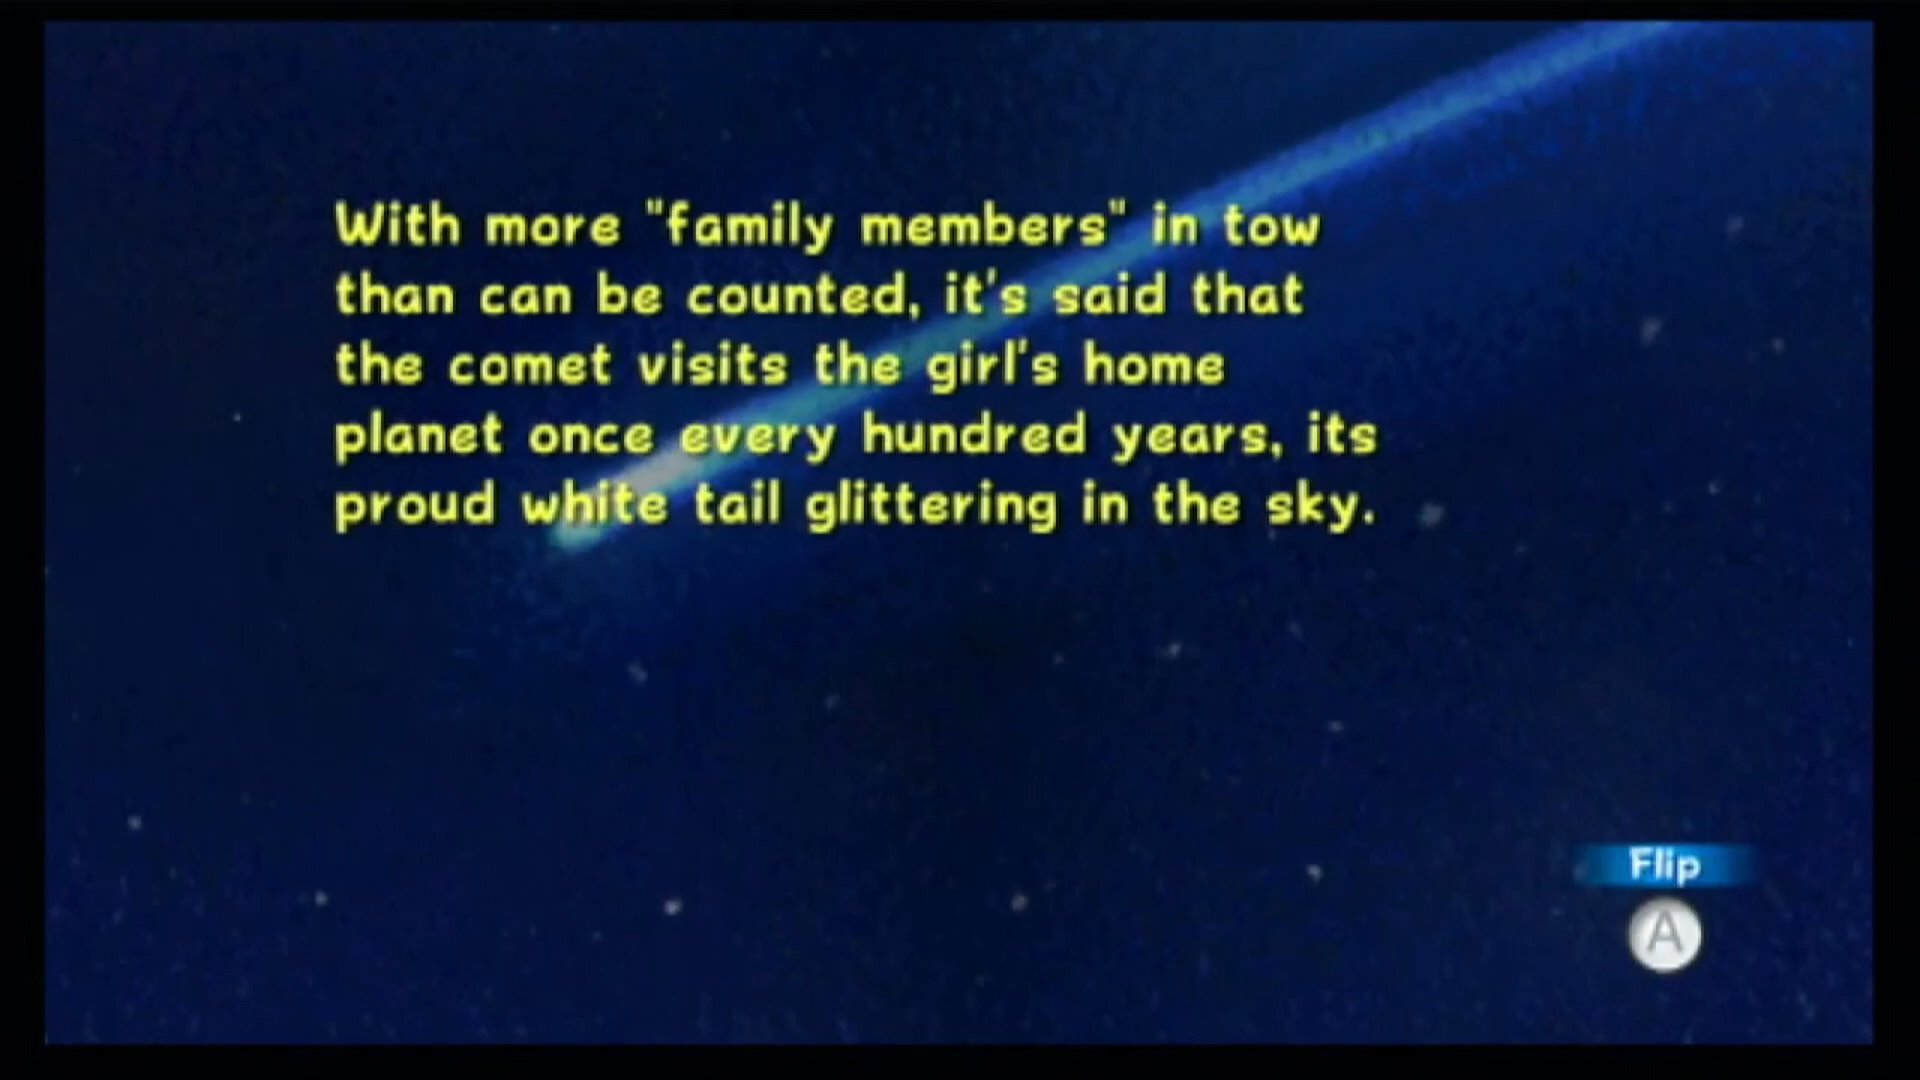 With more "family members" in tow
than can be counted, it's said that
the comet visits the girl's home
planet once every hundred years, its
proud white tail glittering in the sky.
Flip
A